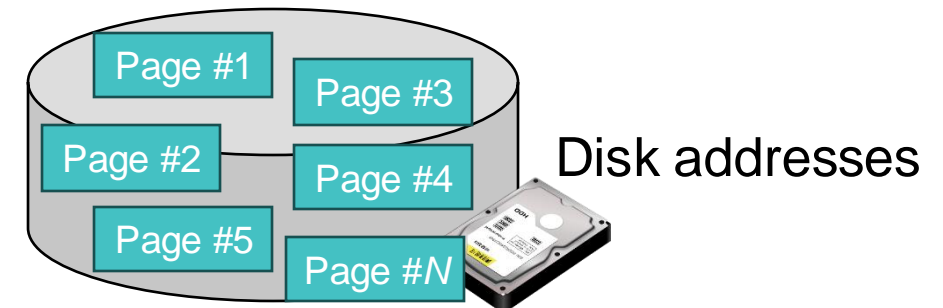 Page #1
Page #3
Page #2
Page #4
Disk addresses
Page #5
Page #N